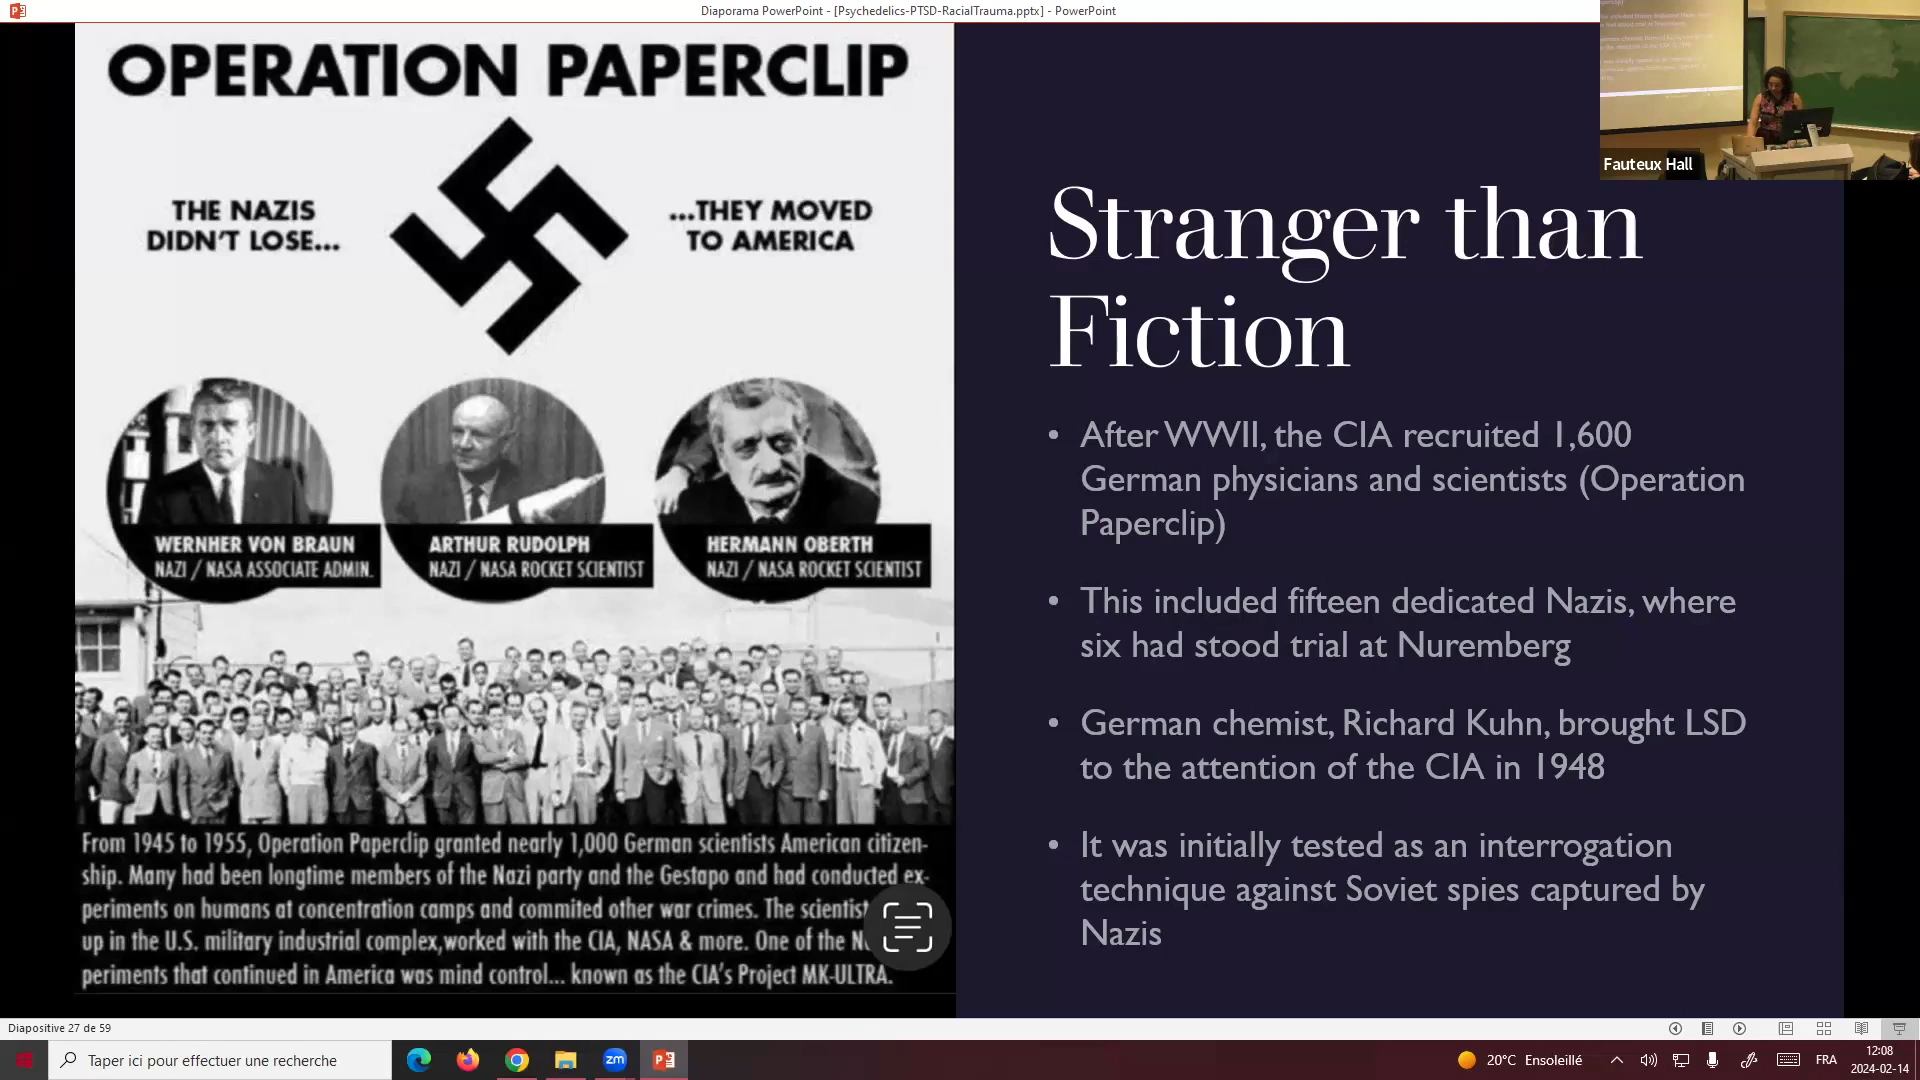 Diaporama PowerPoint - [Psychedelics-PTSD-RacialTrauma.pptx] - PowerPoint
OPERATION PAPERCLIP
THE NAZIS
DIDN'T LOSE...
...THEY MOVED
TO AMERICA
WERNHER VON BRAUN
NAZI / NASA ASSOCIATE ADMIN.
ARTHUR RUDOLPH
NAZI / NASA ROCKET SCIENTIST
HERMANN OBERTH
NAZI / NASA ROCKET SCIENTIST
From 1945 to 1955, Operation Paperclip granted nearly 1,000 German scientists American citizen-
ship. Many had been longtime members of the Nazi party and the Gestapo and had conducted ex-
periments on humans at concentration camps and commited other war crimes. The scientist
up in the U.S. military industrial complex,worked with the CIA, NASA & more. One of the
periments that continued in America was mind control... known as the CIA's Project MK-ULTRA.
Fauteux Hall
Stranger than
Fiction
• After WWII, the CIA recruited 1,600
German physicians and scientists (Operation
Paperclip)
• This included fifteen dedicated Nazis, where
six had stood trial at Nuremberg
• German chemist, Richard Kuhn, brought LSD
to the attention of the CIA in 1948
• It was initially tested as an interrogation
technique against Soviet spies captured by
Nazis
Diapositive 27 de 59
Taper ici pour effectuer une recherche
zm
20°C Ensoleillé
FRA
12:08
2024-02-14